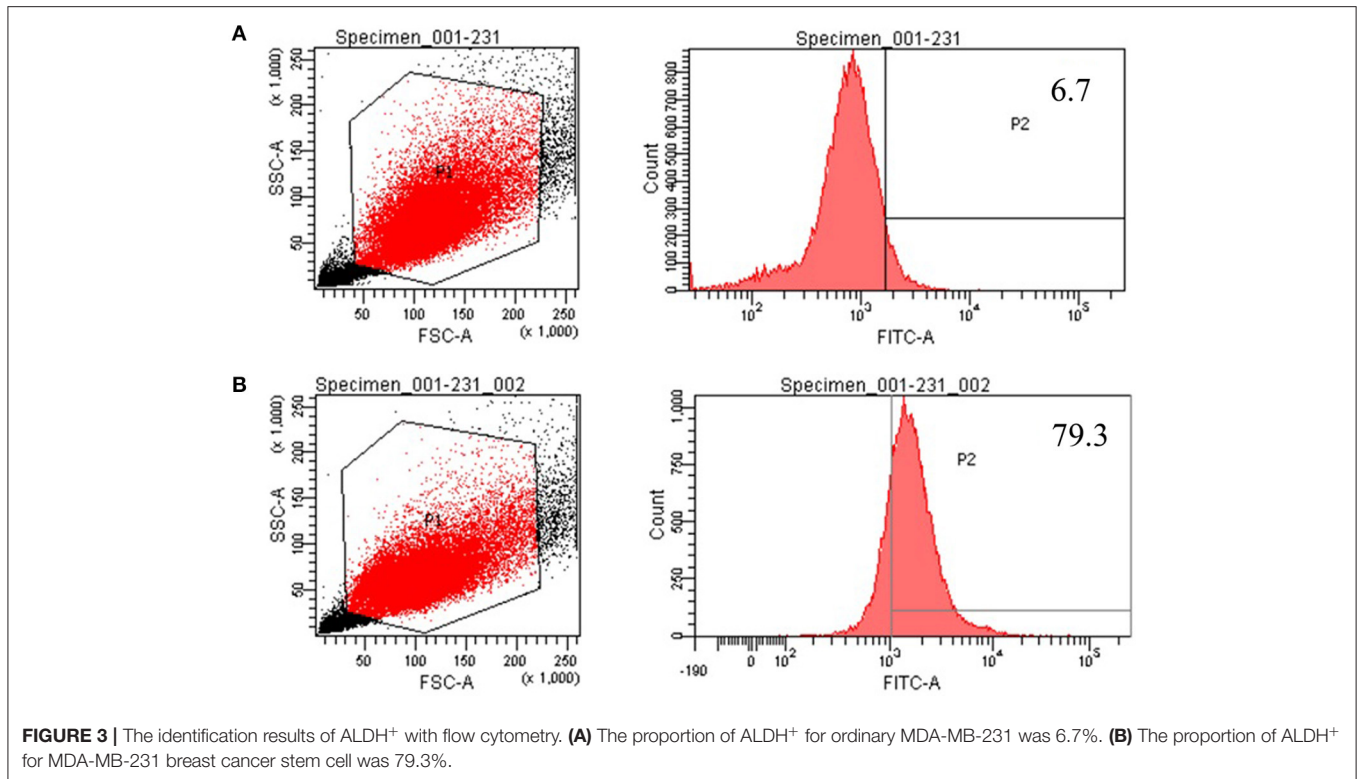 A
Specimen_001-231
SSC-A
(x 1,000)
50 100 150 200 250
P1
50 100 150 200 250
FSC-A
(x 1,000)
Specimen_001-231
Count
0 100 200 300 400 500 600 700 800
6.7
P2
10² 10³ 10⁴ 10⁵
FITC-A
B
Specimen_001-231_002
SSC-A
(x 1,000)
50 100 150 200 250
P1
50 100 150 200 250
FSC-A
(x 1,000)
Specimen_001-231_002
Count
0 250 500 750 1,000
79.3
P2
-190 0 10² 10³ 10⁴ 10⁵
FITC-A
FIGURE 3 | The identification results of ALDH⁺ with flow cytometry. (A) The proportion of ALDH⁺ for ordinary MDA-MB-231 was 6.7%. (B) The proportion of ALDH⁺
for MDA-MB-231 breast cancer stem cell was 79.3%.